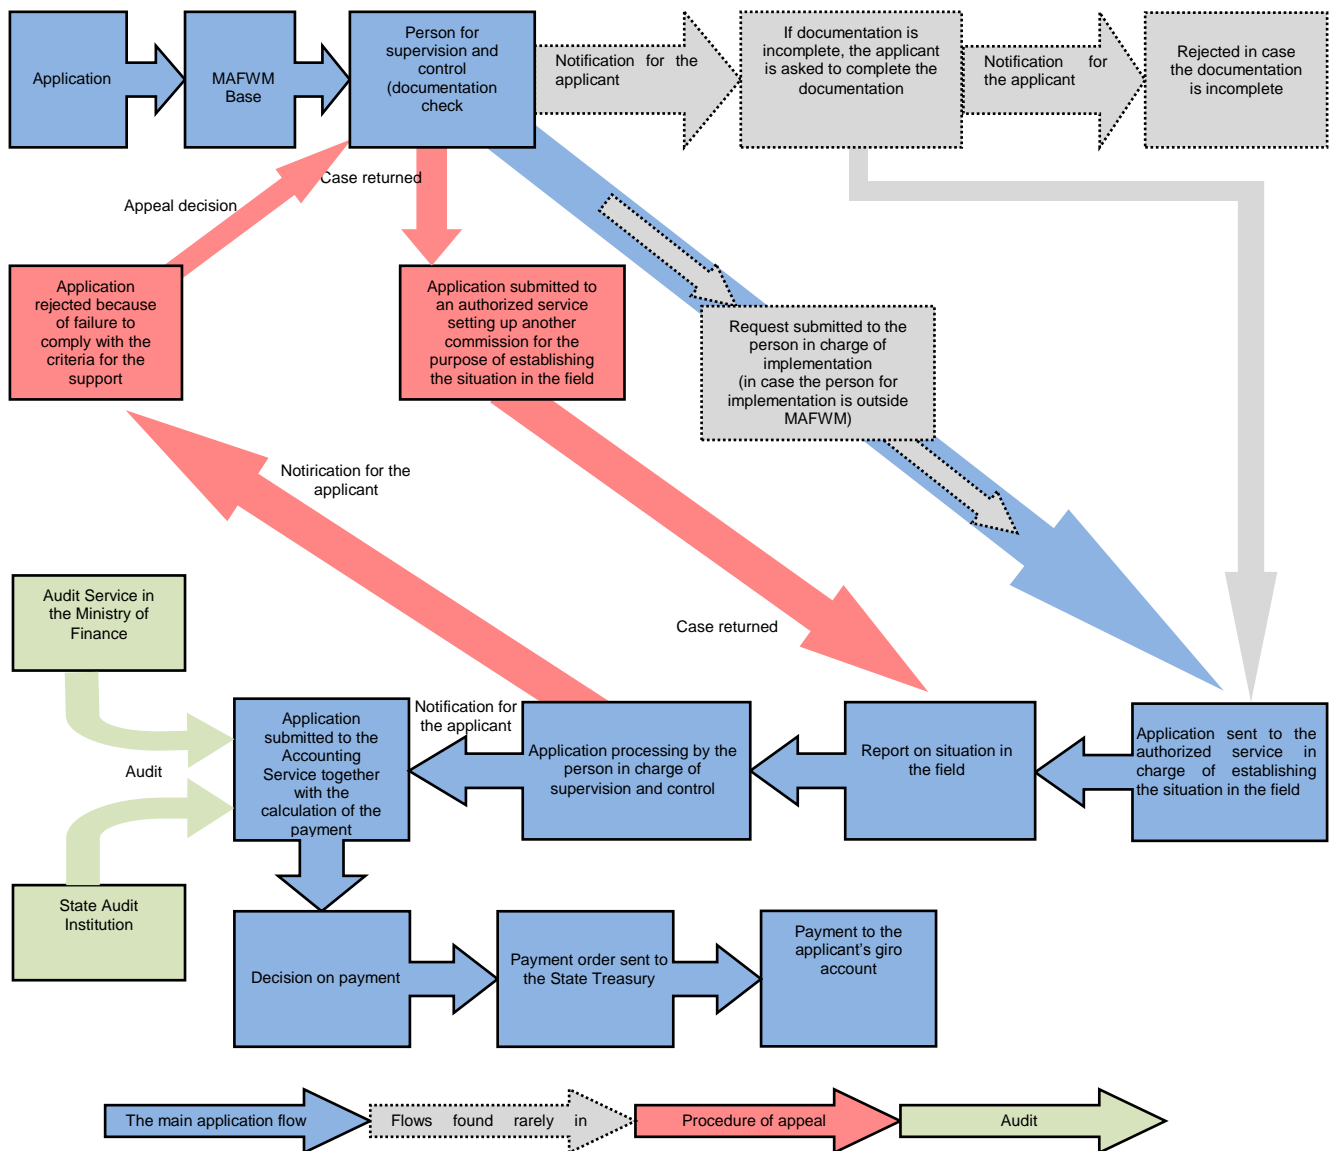 Application
MAFWM
Base
Person for
supervision and
control
(documentation
check
Notification for the
applicant
If documentation is
incomplete, the applicant
is asked to complete the
documentation
Notification for
the applicant
Rejected in case
the documentation
is incomplete
Case returned
Appeal decision
Application
rejected because
of failure to
comply with the
criteria for the
support
Application submitted to
an authorized service
setting up another
commission for the
purpose of establishing
the situation in the field
Request submitted to the
person in charge of
implementation
(in case the person for
implementation is outside
MAFWM)
Notirication for the
applicant
Audit Service in
the Ministry of
Finance
Case returned
Audit
Application
submitted to the
Accounting
Service together
with the
calculation of the
payment
Notification for
the applicant
Application processing by the
person in charge of
supervision and control
Report on situation in
the field
Application sent to the
authorized service in
charge of establishing
the situation in the field
State Audit
Institution
Decision on payment
Payment order sent to
the State Treasury
Payment to the
applicant's giro
account
The main application flow
Flows found rarely in
Procedure of appeal
Audit